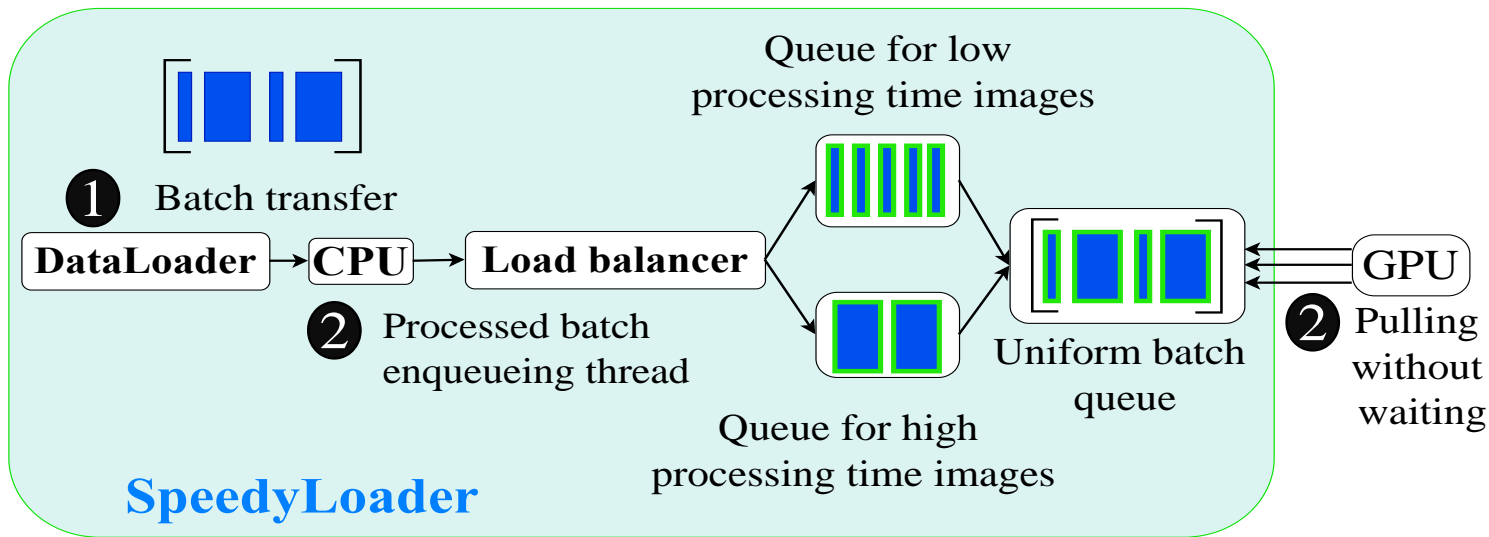 Queue for low
processing time images
1
Batch transfer
DataLoader
CPU
Load balancer
GPU
2
Processed batch
enqueueing thread
Uniform batch
queue
2
Pulling
without
waiting
Queue for high
processing time images
SpeedyLoader